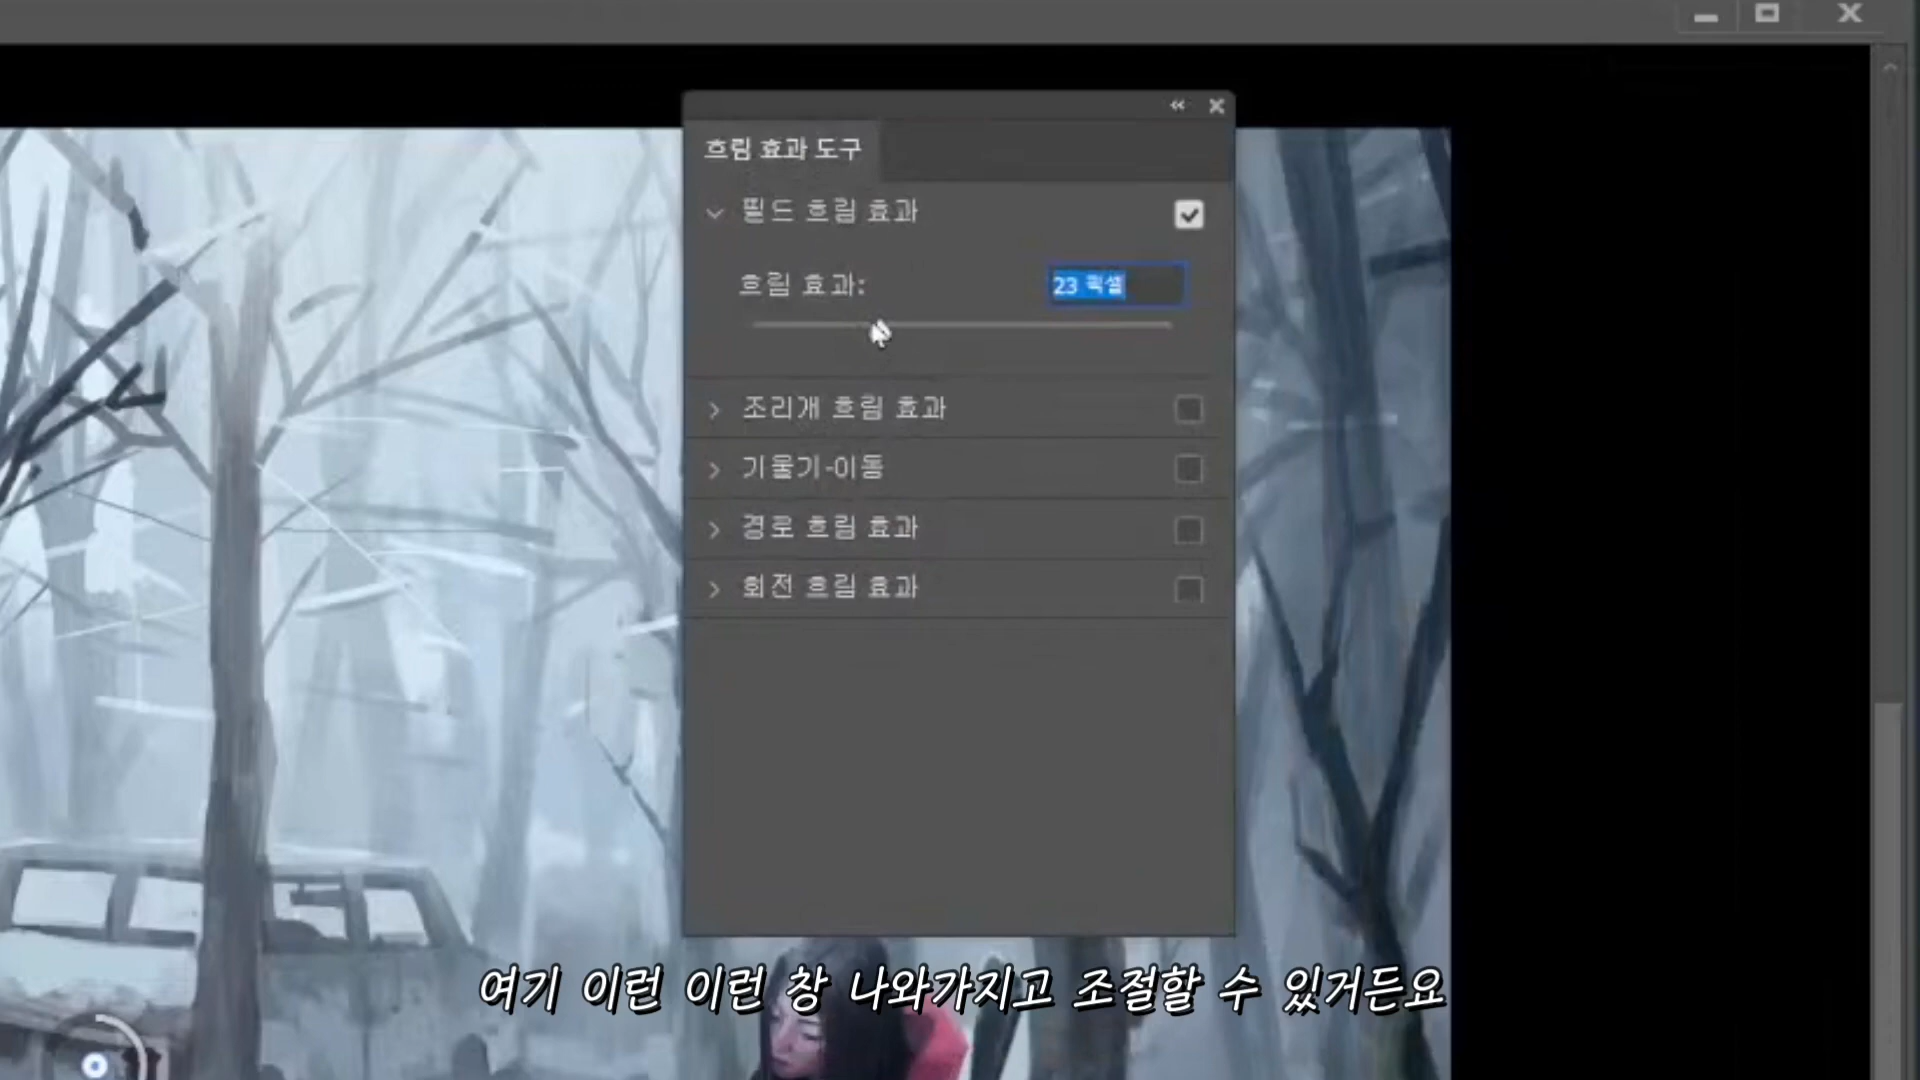 흐림 효과 도구
필드 흐림 효과
흐림 효과:
23 픽셀
조리개 흐림 효과
기울기-이동
경로 흐림 효과
회전 흐림 효과
여기 이런 이런 창 나와가지고 조절할 수 있거든요